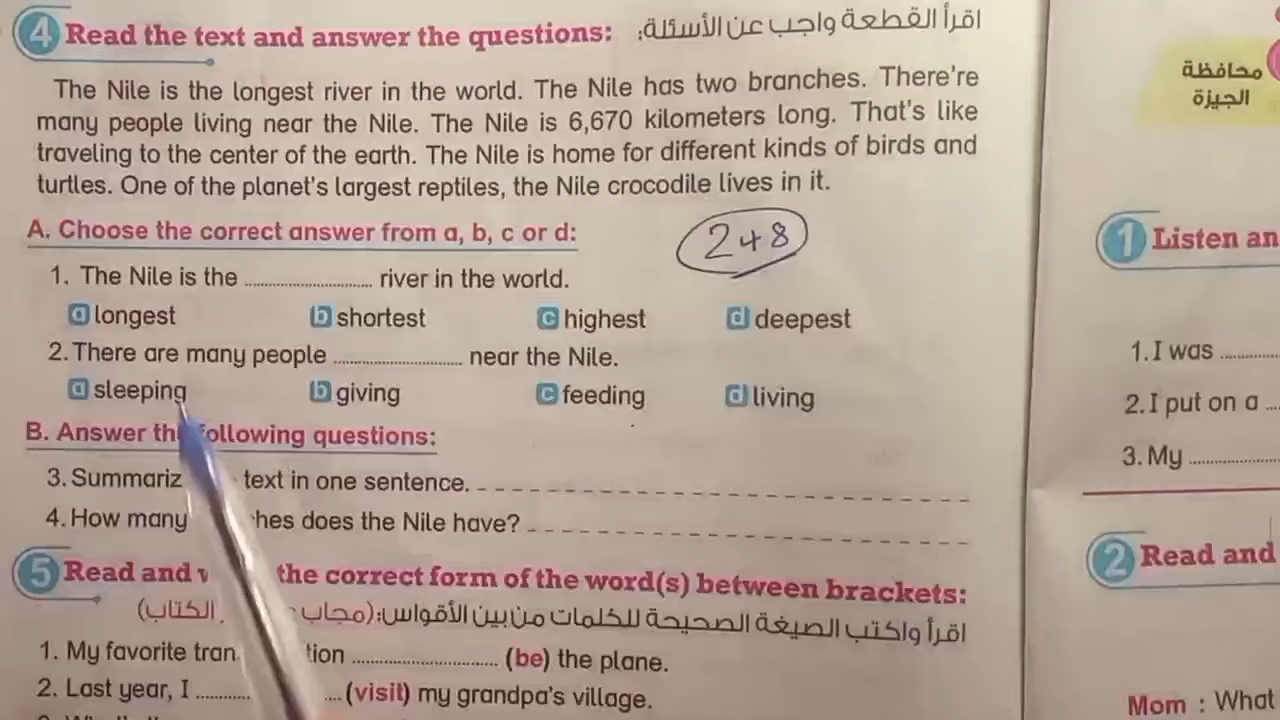 4 Read the text and answer the questions: اقرأ القطعة واجب عن الأسئلة:
The Nile is the longest river in the world. The Nile has two branches. There're
many people living near the Nile. The Nile is 6,670 kilometers long. That's like
traveling to the center of the earth. The Nile is home for different kinds of birds and
turtles. One of the planet's largest reptiles, the Nile crocodile lives in it.
A. Choose the correct answer from a, b, c or d:
248
1. The Nile is the .................... river in the world.
a longest b shortest c highest d deepest
2. There are many people .................... near the Nile.
a sleeping b giving c feeding d living
B. Answer th following questions:
3. Summariz text in one sentence.
4. How many hes does the Nile have?
5 Read and the correct form of the word(s) between brackets:
اقرأ واكتب الصيغة الصحيحة للكلمات من بين الأقواس: (مجاب الكتاب)
1. My favorite tran tion .................... (be) the plane.
2. Last year, I .................... (visit) my grandpa's village.
محافظة
الجيزة
1 Listen an
1. I was ..........
2. I put on a ...
3. My ..........
2 Read and
Mom : What